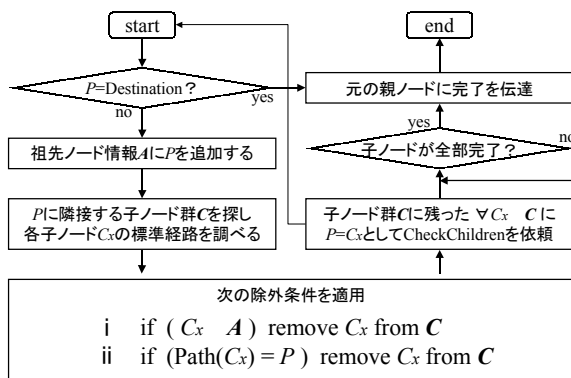 start
end
P=Destination？
no
yes
元の親ノードに完了を伝達
祖先ノード情報AにPを追加する
yes
子ノードが全部完了？
no
Pに隣接する子ノード群Cを探し
各子ノードCxの標準経路を調べる
子ノード群Cに残った ∀Cx C に
P=CxとしてCheckChildrenを依頼
次の除外条件を適用
i if ( Cx A ) remove Cx from C
ii if (Path(Cx) = P ) remove Cx from C